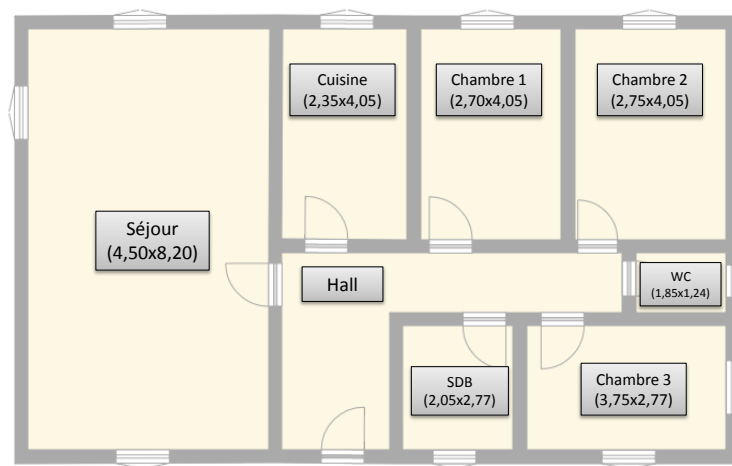 Cuisine
(2,35x4,05)
Chambre 1
(2,70x4,05)
Chambre 2
(2,75x4,05)
Séjour
(4,50x8,20)
Hall
WC
(1,85x1,24)
SDB
(2,05x2,77)
Chambre 3
(3,75x2,77)